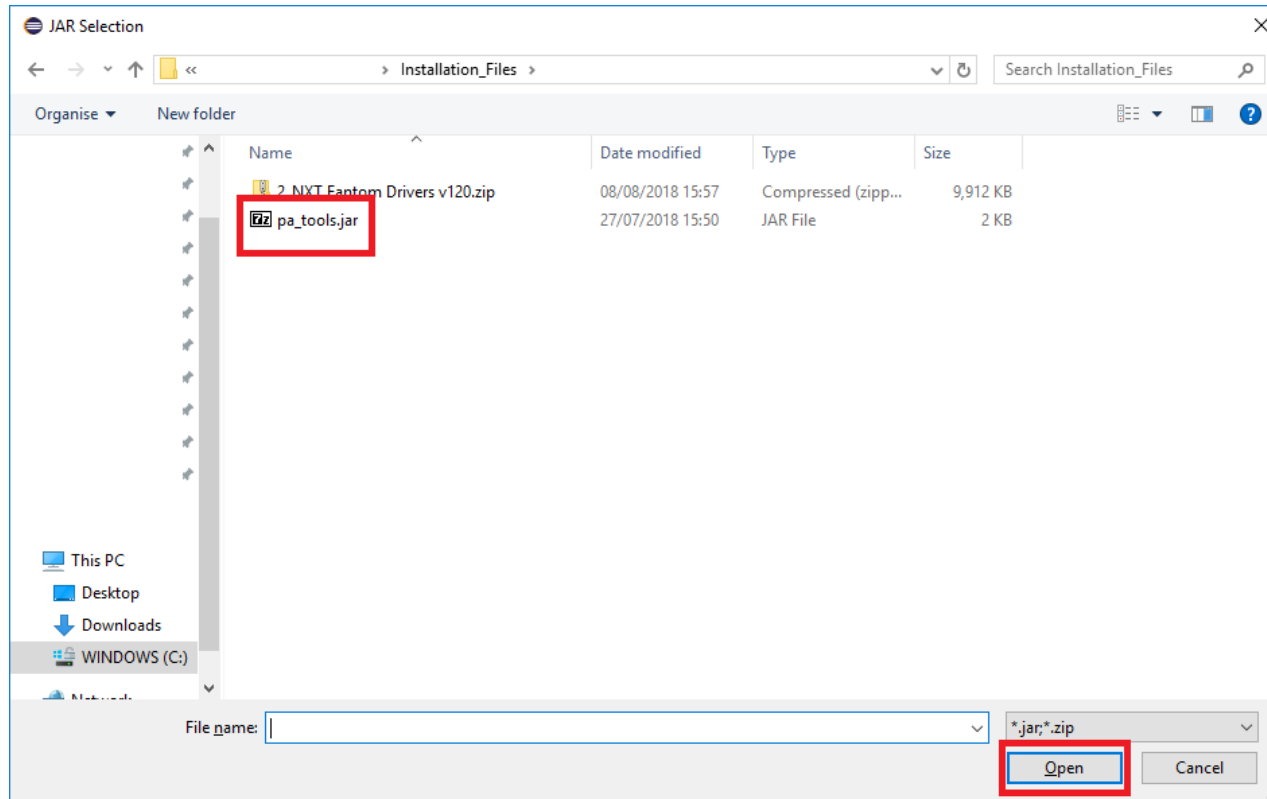 JAR Selection
« > Installation_Files >
Search Installation_Files
Organise
New folder
Name
Date modified
Type
Size
2_NXT Fantom Drivers v120.zip 08/08/2018 15:57 Compressed (zipp... 9,912 KB
pa_tools.jar 27/07/2018 15:50 JAR File 2 KB
This PC
Desktop
Downloads
WINDOWS (C:)
Network
File name:
*.jar;*.zip
Open
Cancel